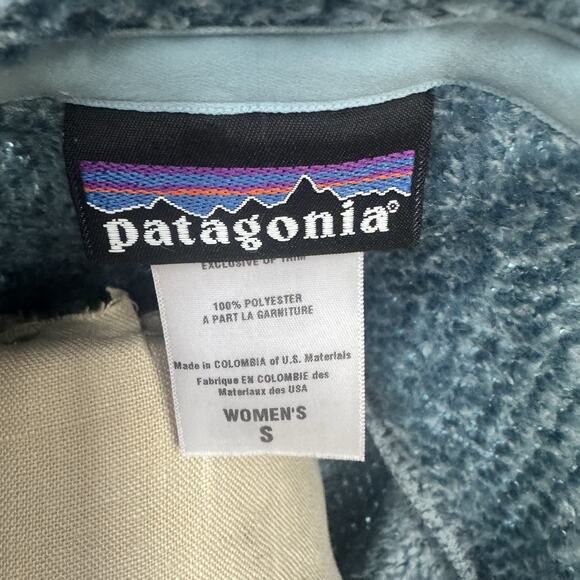 patagonia®
EXCLUSIVE OF TRIM
100% POLYESTER
A PART LA GARNITURE
Made in COLOMBIA of U.S. Materials
Fabrique EN COLOMBIE des
Materiaux des USA
WOMEN'S
S